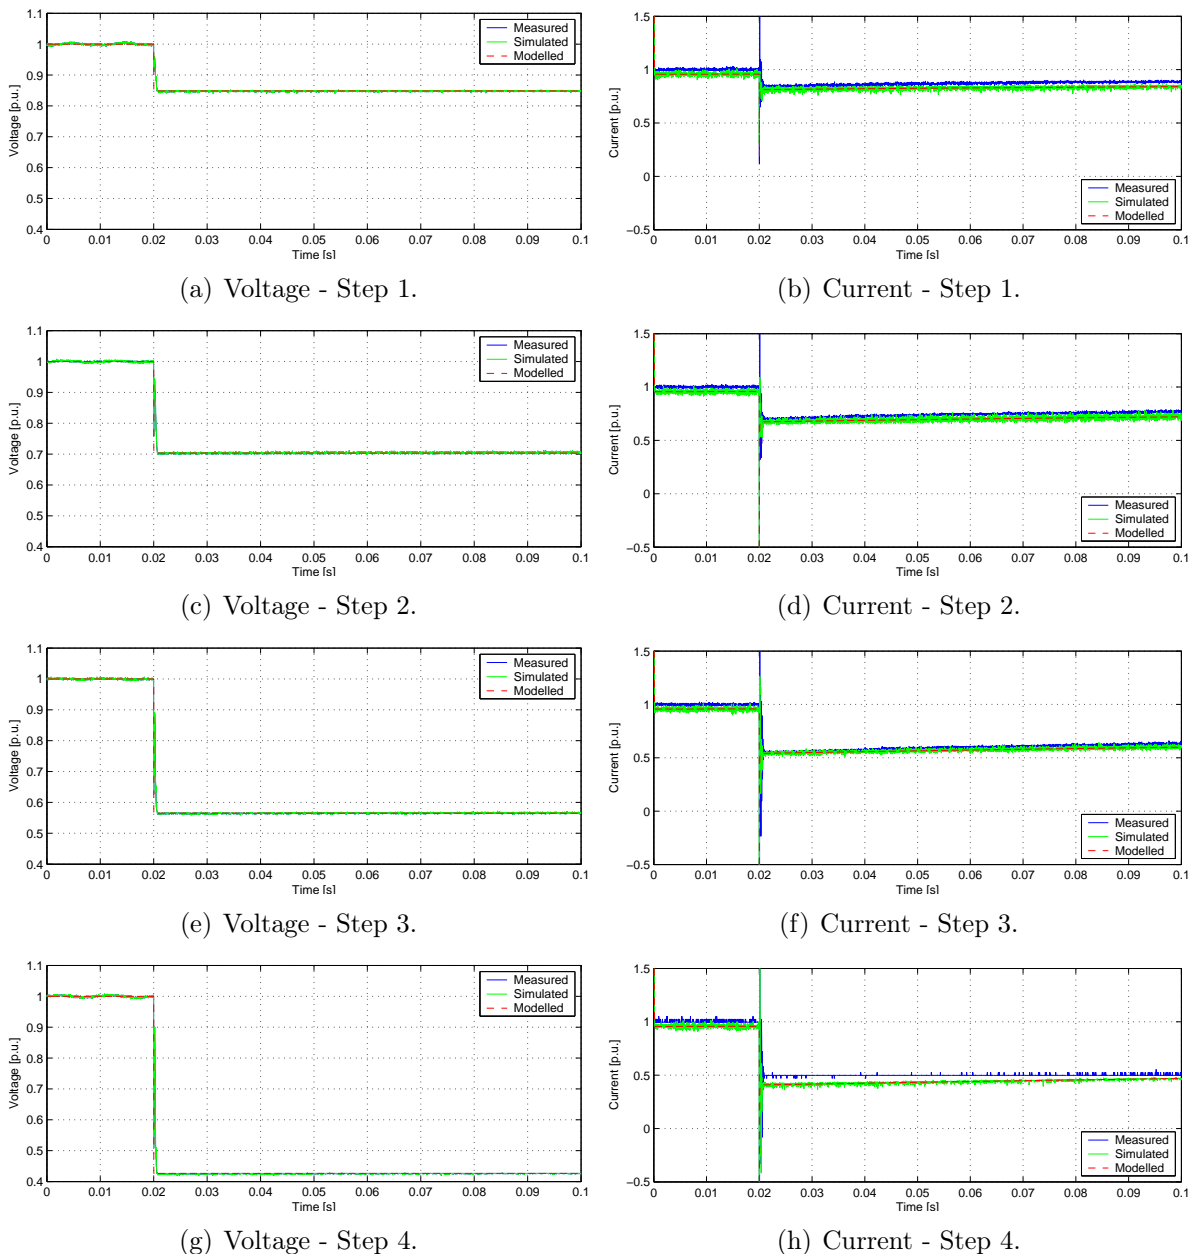 1.1
1
0.9
0.8
0.7
0.6
0.5
0.4
Voltage [p.u.]
Measured
Simulated
Modelled
0 0.01 0.02 0.03 0.04 0.05 0.06 0.07 0.08 0.09 0.1
Time [s]
(a) Voltage - Step 1.
1.5
1
0.5
0
−0.5
Current [p.u.]
Measured
Simulated
Modelled
0 0.01 0.02 0.03 0.04 0.05 0.06 0.07 0.08 0.09 0.1
Time [s]
(b) Current - Step 1.
1.1
1
0.9
0.8
0.7
0.6
0.5
0.4
Voltage [p.u.]
Measured
Simulated
Modelled
0 0.01 0.02 0.03 0.04 0.05 0.06 0.07 0.08 0.09 0.1
Time [s]
(c) Voltage - Step 2.
1.5
1
0.5
0
−0.5
Current [p.u.]
Measured
Simulated
Modelled
0 0.01 0.02 0.03 0.04 0.05 0.06 0.07 0.08 0.09 0.1
Time [s]
(d) Current - Step 2.
1.1
1
0.9
0.8
0.7
0.6
0.5
0.4
Voltage [p.u.]
Measured
Simulated
Modelled
0 0.01 0.02 0.03 0.04 0.05 0.06 0.07 0.08 0.09 0.1
Time [s]
(e) Voltage - Step 3.
1.5
1
0.5
0
−0.5
Current [p.u.]
Measured
Simulated
Modelled
0 0.01 0.02 0.03 0.04 0.05 0.06 0.07 0.08 0.09 0.1
Time [s]
(f) Current - Step 3.
1.1
1
0.9
0.8
0.7
0.6
0.5
0.4
Voltage [p.u.]
Measured
Simulated
Modelled
0 0.01 0.02 0.03 0.04 0.05 0.06 0.07 0.08 0.09 0.1
Time [s]
(g) Voltage - Step 4.
1.5
1
0.5
0
−0.5
Current [p.u.]
Measured
Simulated
Modelled
0 0.01 0.02 0.03 0.04 0.05 0.06 0.07 0.08 0.09 0.1
Time [s]
(h) Current - Step 4.